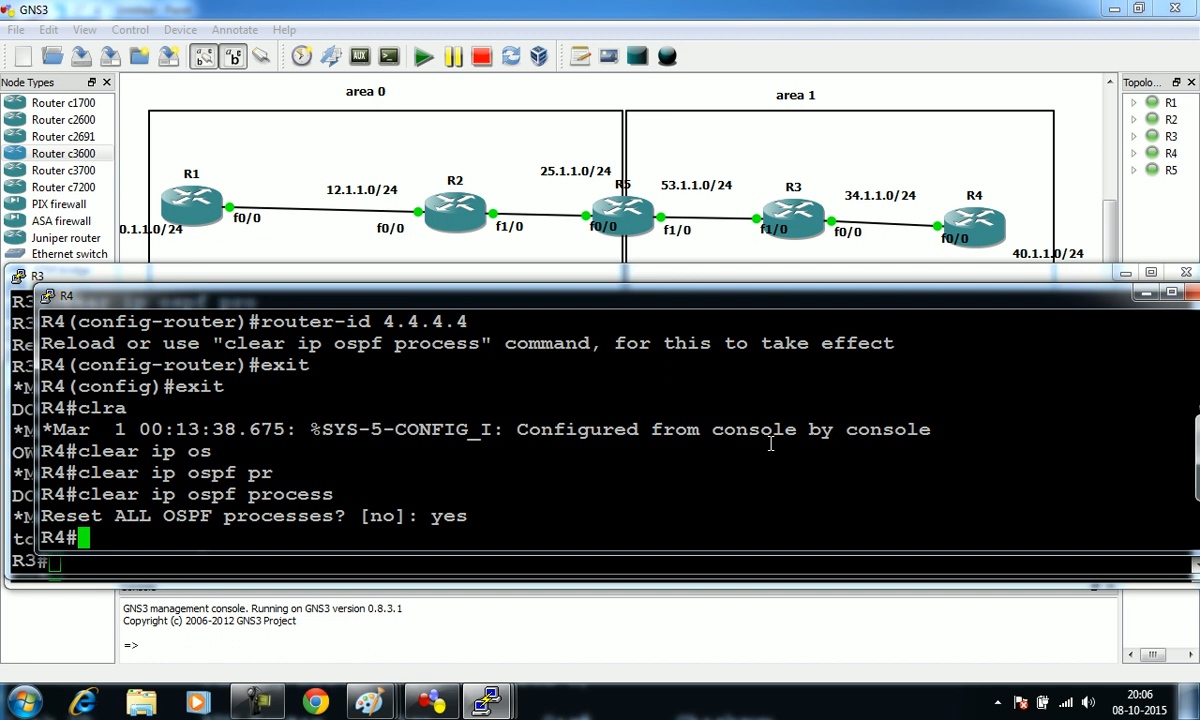 GNS3
File Edit View Control Device Annotate Help
Node Types
Topolo...
Router c1700
Router c2600
Router c2691
Router c3600
Router c3700
Router c7200
PIX firewall
ASA firewall
Juniper router
Ethernet switch
area 0
area 1
R1
R2
R3
R4
R5
R1
12.1.1.0/24
R2
25.1.1.0/24
R5
53.1.1.0/24
R3
34.1.1.0/24
R4
f0/0
f0/0
f1/0
f0/0
f1/0
f1/0
f0/0
f0/0
0.1.1.0/24
40.1.1.0/24
R3
R4
R4(config-router)#router-id 4.4.4.4
Reload or use "clear ip ospf process" command, for this to take effect
R4(config-router)#exit
R4(config)#exit
R4#clra
*Mar  1 00:13:38.675: %SYS-5-CONFIG_I: Configured from console by console
R4#clear ip os
R4#clear ip ospf pr
R4#clear ip ospf process
Reset ALL OSPF processes? [no]: yes
R4#
R3#
GNS3 management console. Running on GNS3 version 0.8.3.1
Copyright (c) 2006-2012 GNS3 Project
=>
20:06
08-10-2015